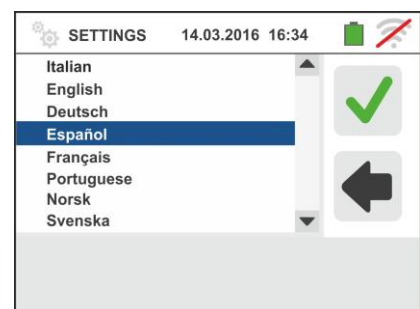 SETTINGS 14.03.2016 16:34
Italian
English
Deutsch
Español
Français
Portuguese
Norsk
Svenska